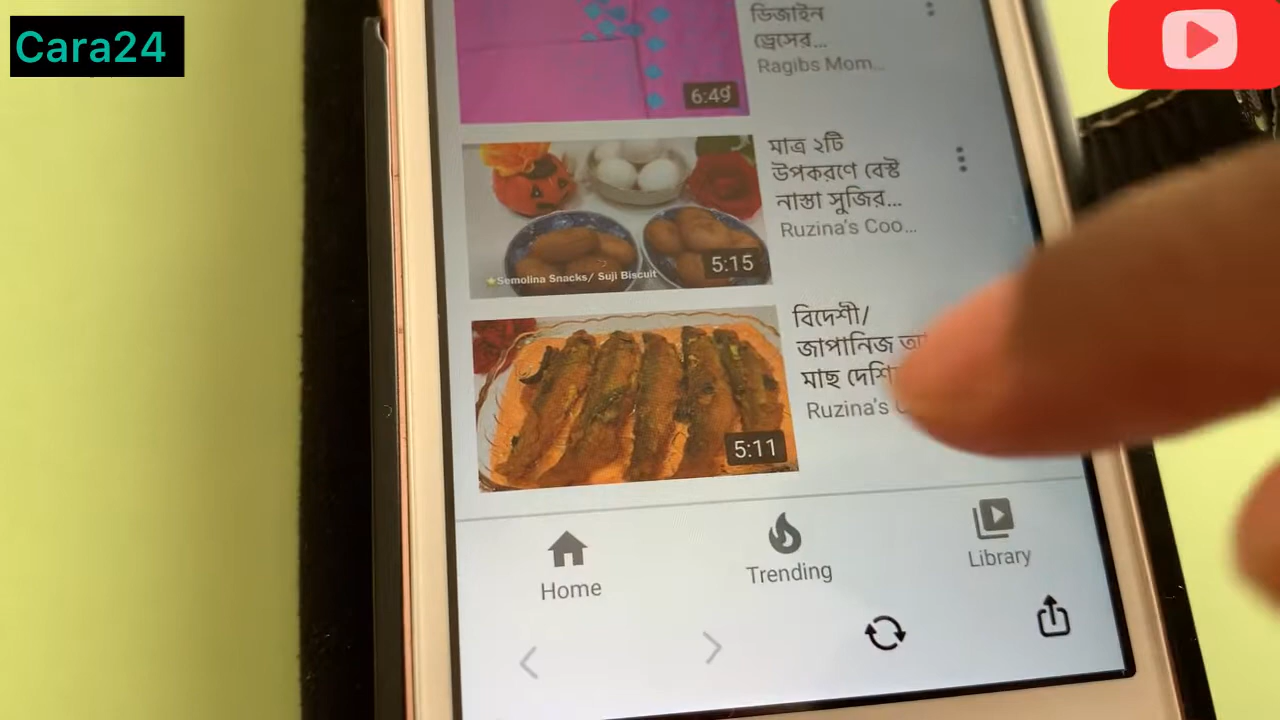 Cara24
ডিজাইন
ড্রেসের...
Ragibs Mom...
6:49
মাত্র ২টি
উপকরণে বেস্ট
নাস্তা সুজির...
Ruzina's Coo...
Semolina Snacks/ Suji Biscuit
5:15
বিদেশী/
জাপানিজ
মাছ দেশি
Ruzina's
5:11
Home
Trending
Library